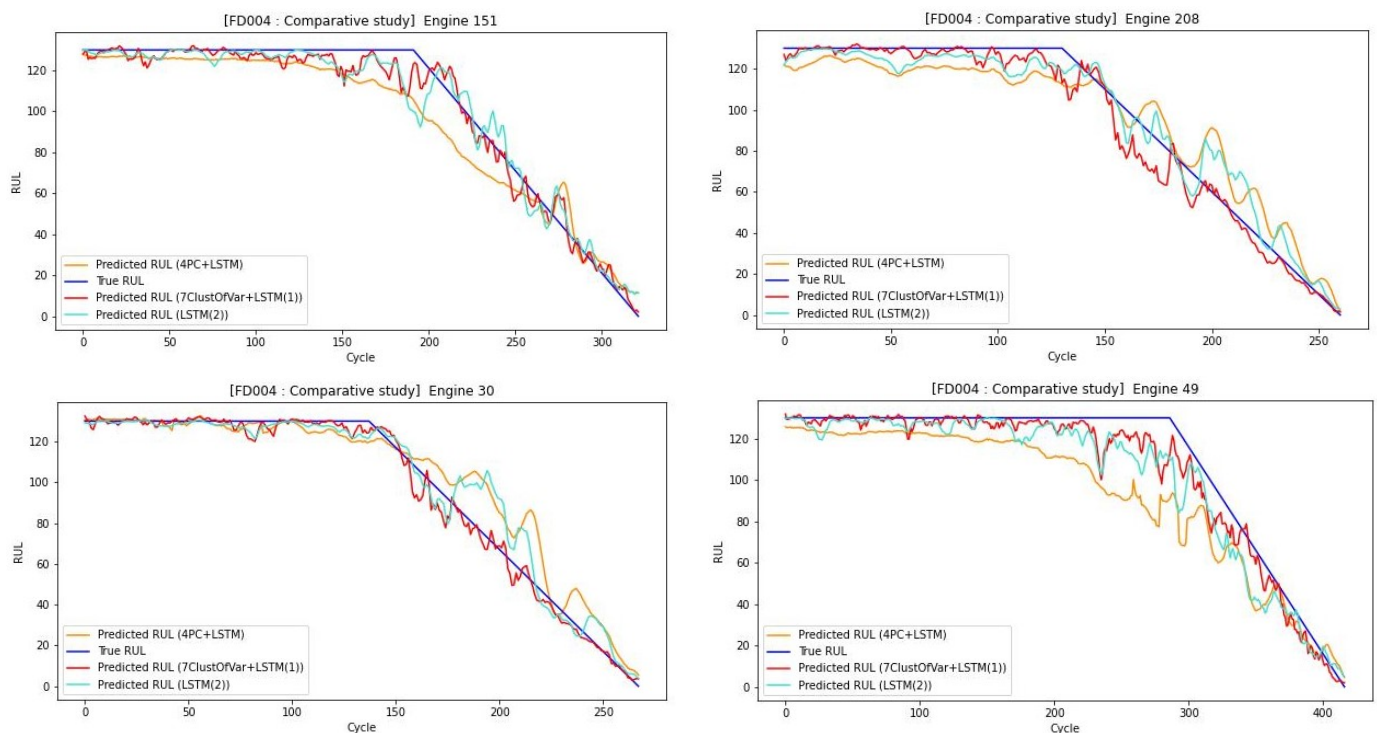 [FD004 : Comparative study] Engine 151
RUL
120
100
80
60
40
20
0
Predicted RUL (4PC+LSTM)
True RUL
Predicted RUL (7ClustOfVar+LSTM(1))
Predicted RUL (LSTM(2))
0 50 100 150 200 250 300
Cycle
[FD004 : Comparative study] Engine 208
RUL
120
100
80
60
40
20
0
Predicted RUL (4PC+LSTM)
True RUL
Predicted RUL (7ClustOfVar+LSTM(1))
Predicted RUL (LSTM(2))
0 50 100 150 200 250
Cycle
[FD004 : Comparative study] Engine 30
RUL
120
100
80
60
40
20
0
Predicted RUL (4PC+LSTM)
True RUL
Predicted RUL (7ClustOfVar+LSTM(1))
Predicted RUL (LSTM(2))
0 50 100 150 200 250
Cycle
[FD004 : Comparative study] Engine 49
RUL
120
100
80
60
40
20
0
Predicted RUL (4PC+LSTM)
True RUL
Predicted RUL (7ClustOfVar+LSTM(1))
Predicted RUL (LSTM(2))
0 100 200 300 400
Cycle